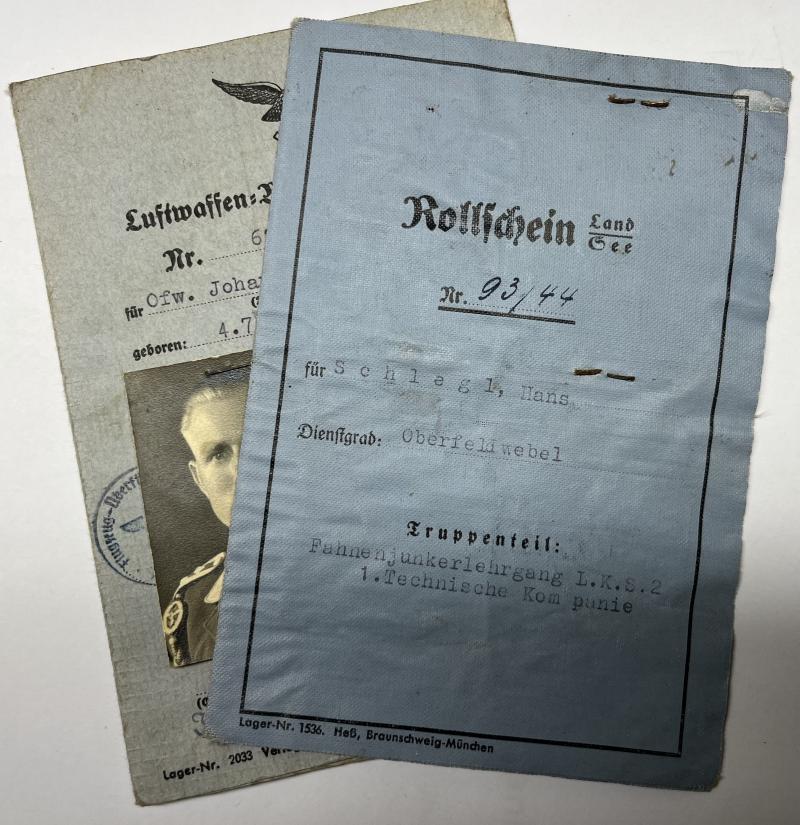 Luftwaffen=
Nr.
für Ofw.
geboren: 4.7
Lager-Nr. 2033
Rollschein Land
See
Nr. 93/44
für Schlegl, Hans
Dienstgrad: Oberfeldwebel
Truppenteil:
Fahnenjunkerlehrgang L.K.S.2
1.Technische Kompanie
Lager-Nr. 1536. Heß, Braunschweig-München